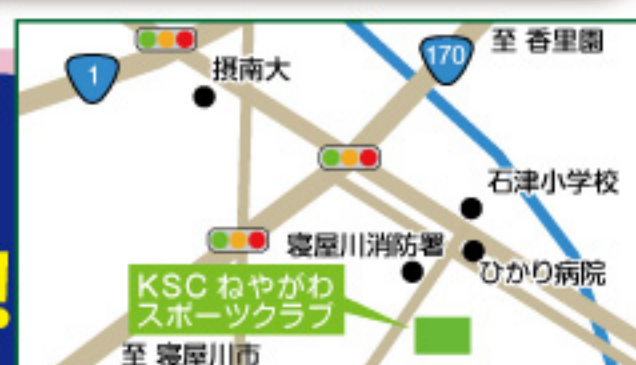 至 香里園
170
1
摂南大
石津小学校
寝屋川消防署
ひかり病院
KSC ねやがわ
スポーツクラブ
至 寝屋川市
!